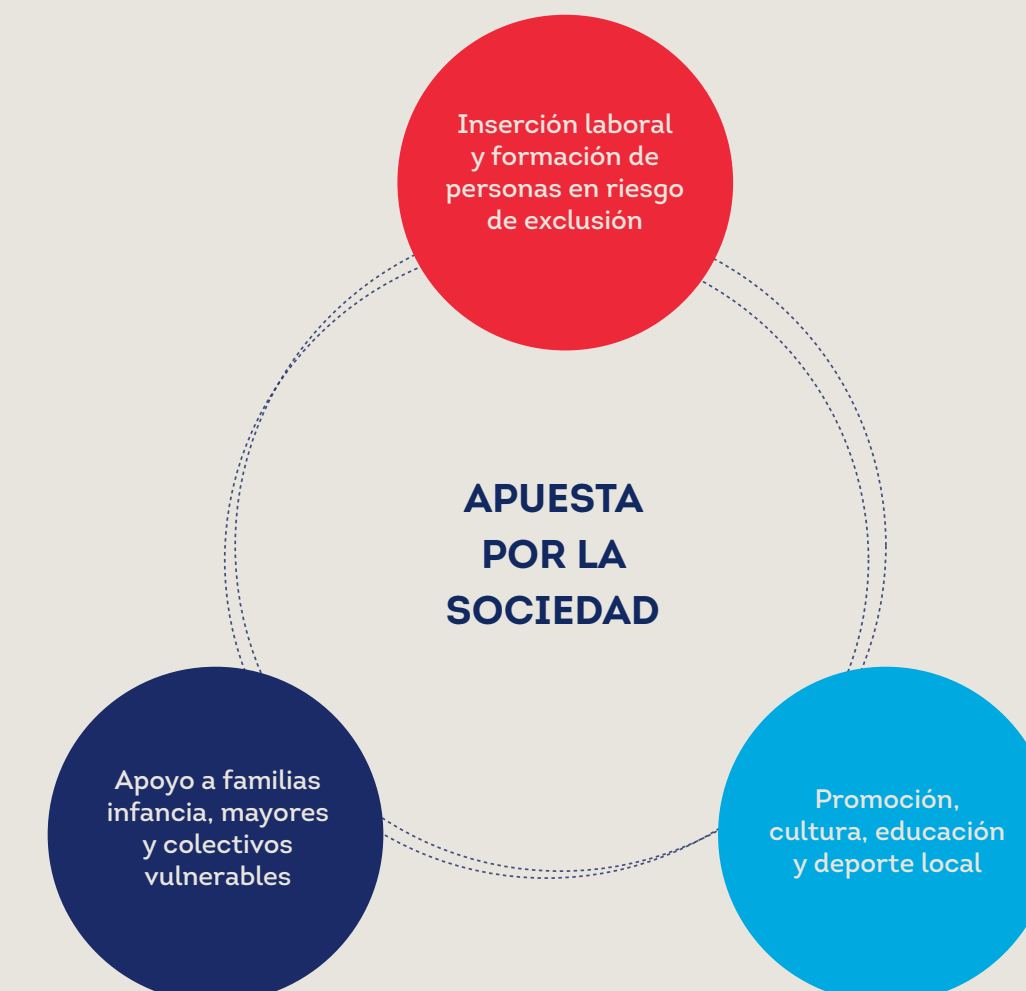 Inserción laboral
y formación de
personas en riesgo
de exclusión
APUESTA
POR LA
SOCIEDAD
Apoyo a familias
infancia, mayores
y colectivos
vulnerables
Promoción,
cultura, educación
y deporte local